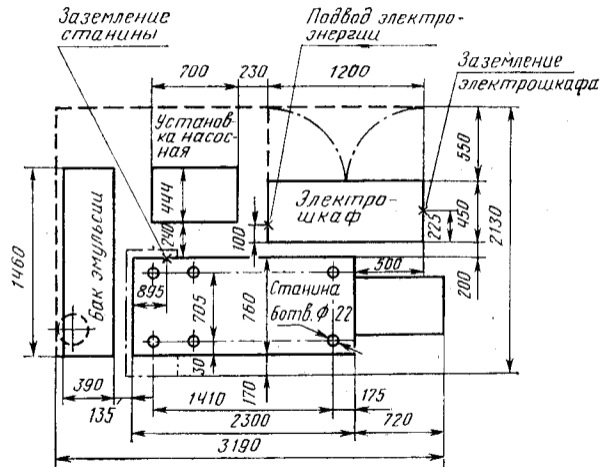 Заземление
станины
Подвод электро-
энергии
Заземление
электрошкафа
700
230
1200
Установ-
ка насос-
ная
444
240
100
Электро-
шкаф
225
450
550
2130
200
500
1460
бак эмульсии
895
705
760
Станина
6отв. Ф 22
30
170
390
135
1410
175
2300
720
3190